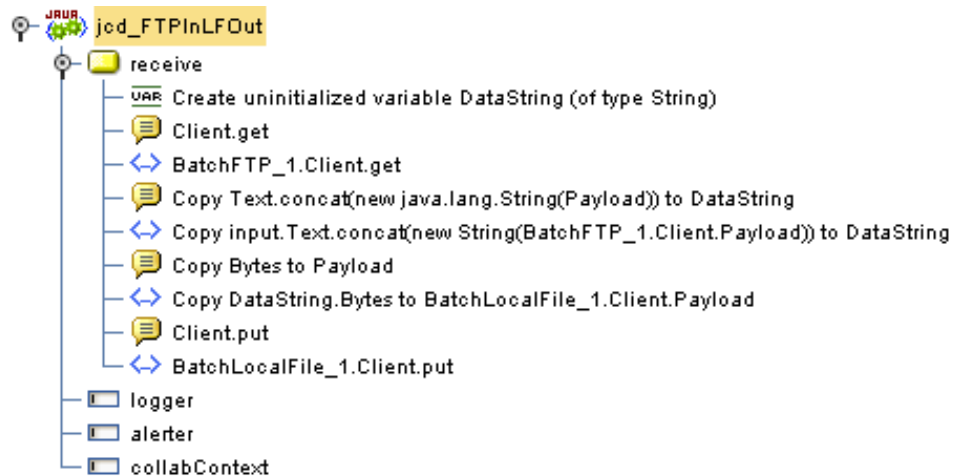 JAVA
jcd_FTPInLFOut
receive
VAR Create uninitialized variable DataString (of type String)
Client.get
BatchFTP_1.Client.get
Copy Text.concat(new java.lang.String(Payload)) to DataString
Copy input.Text.concat(new String(BatchFTP_1.Client.Payload)) to DataString
Copy Bytes to Payload
Copy DataString.Bytes to BatchLocalFile_1.Client.Payload
Client.put
BatchLocalFile_1.Client.put
logger
alerter
collabContext